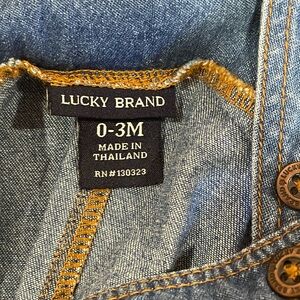 LUCKY BRAND
0-3M
MADE IN
THAILAND
RN#130323